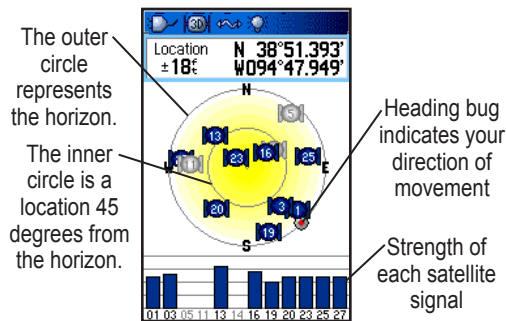 The outer
circle
represents
the horizon.
The inner
circle is a
location 45
degrees from
the horizon.
3D
Location N 38°51.393'
±18ft W094°47.949'
N
5
13
16
23
25
11
W
E
20
3
1
19
S
01 03 05 11 13 14 16 19 20 23 25 27
Heading bug
indicates your
direction of
movement
Strength of
each satellite
signal